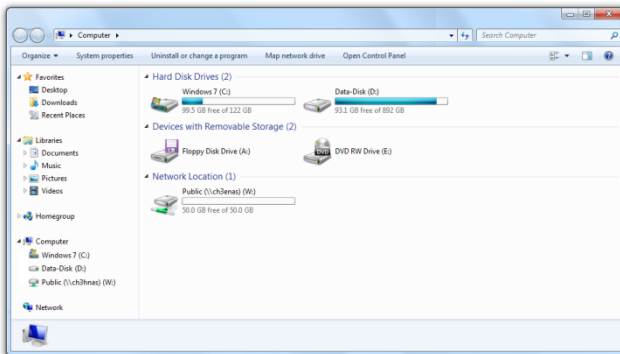 Computer
Search Computer
Organize
System properties
Uninstall or change a program
Map network drive
Open Control Panel
Favorites
Desktop
Downloads
Recent Places
Libraries
Documents
Music
Pictures
Videos
Homegroup
Computer
Windows 7 (C:)
Data-Disk (D:)
Public (\\ch3hnas) (W:)
Network
Hard Disk Drives (2)
Windows 7 (C:)
99.5 GB free of 122 GB
Data-Disk (D:)
93.1 GB free of 892 GB
Devices with Removable Storage (2)
Floppy Disk Drive (A:)
DVD RW Drive (E:)
DVD
Network Location (1)
Public (\\ch3enas) (W:)
50.0 GB free of 50.0 GB